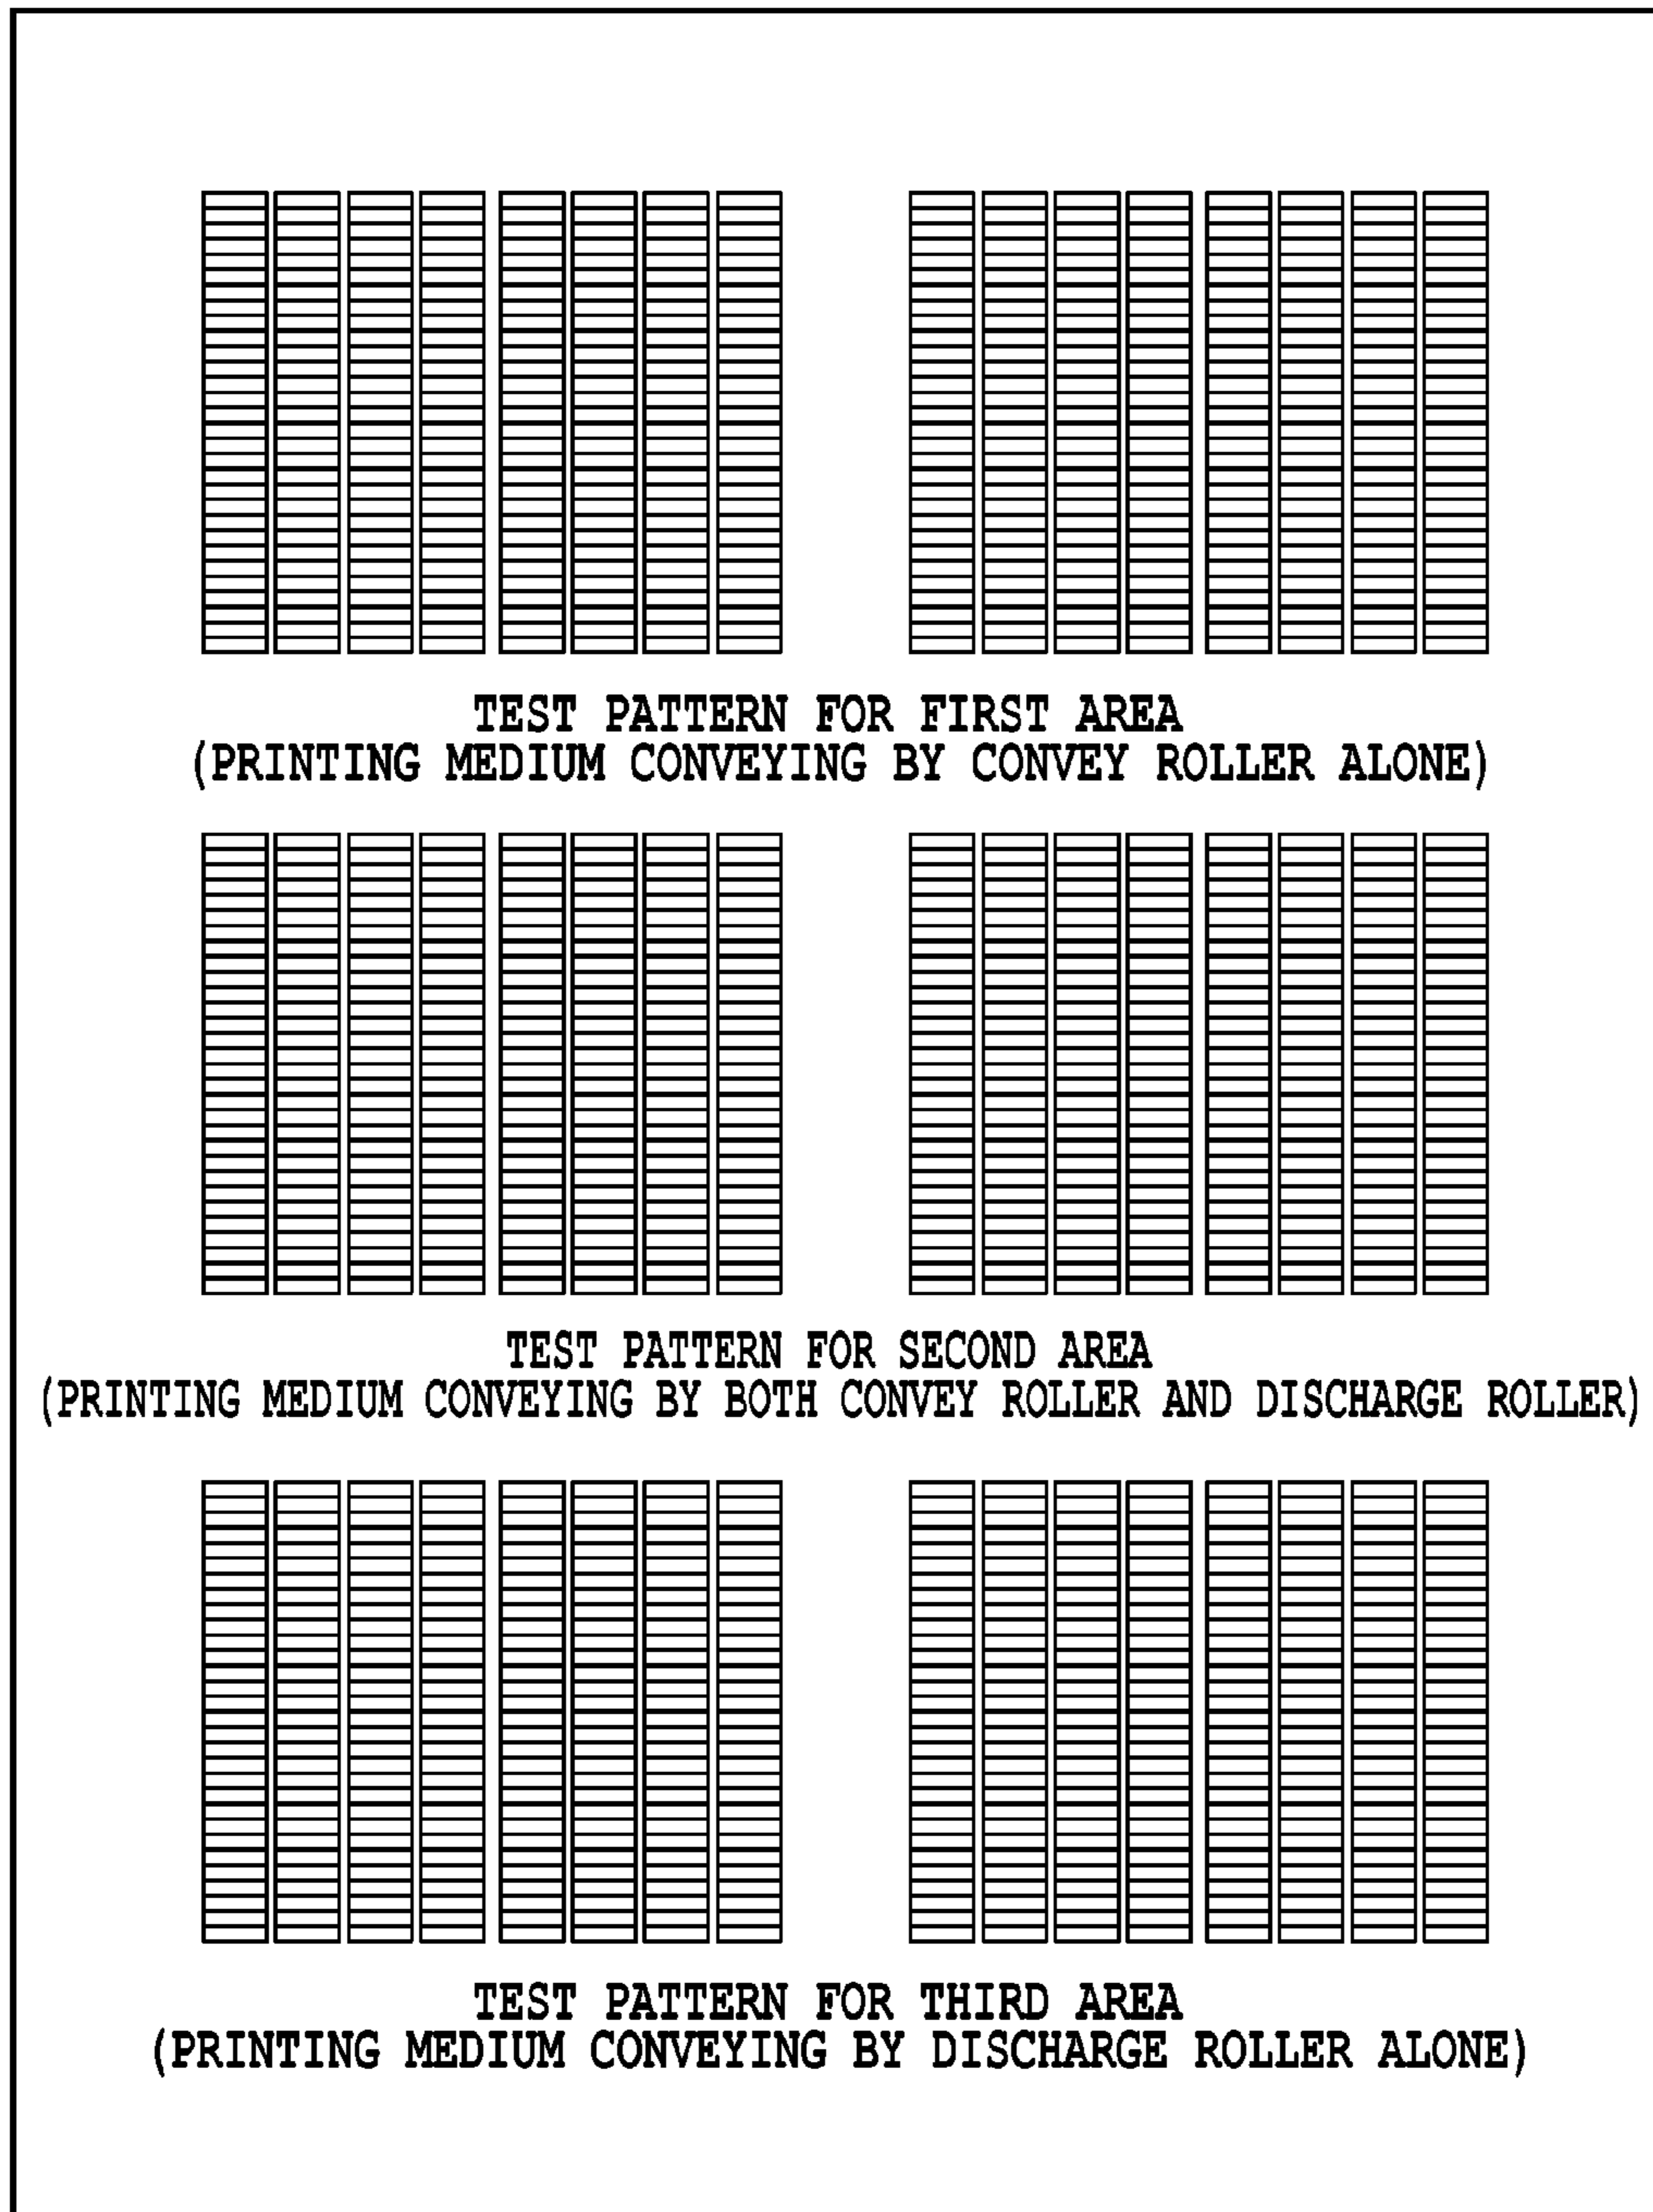 TEST PATTERN FOR FIRST AREA
(PRINTING MEDIUM CONVEYING BY CONVEY ROLLER ALONE)
TEST PATTERN FOR SECOND AREA
(PRINTING MEDIUM CONVEYING BY BOTH CONVEY ROLLER AND DISCHARGE ROLLER)
TEST PATTERN FOR THIRD AREA
(PRINTING MEDIUM CONVEYING BY DISCHARGE ROLLER ALONE)